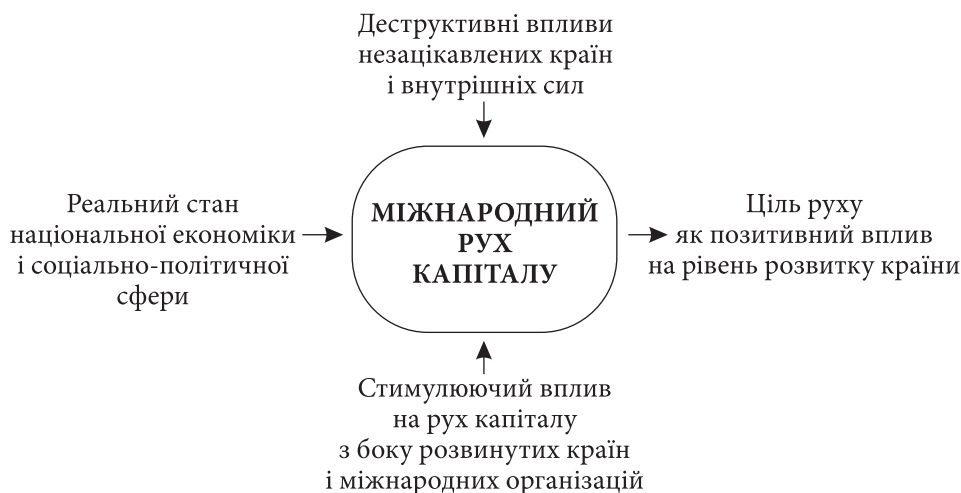 Деструктивні впливи
незацікавлених країн
і внутрішніх сил
Реальний стан
національної економіки
і соціально-політичної
сфери
МІЖНАРОДНИЙ
РУХ
КАПІТАЛУ
Ціль руху
як позитивний вплив
на рівень розвитку країни
Стимулюючий вплив
на рух капіталу
з боку розвинутих країн
і міжнародних організацій